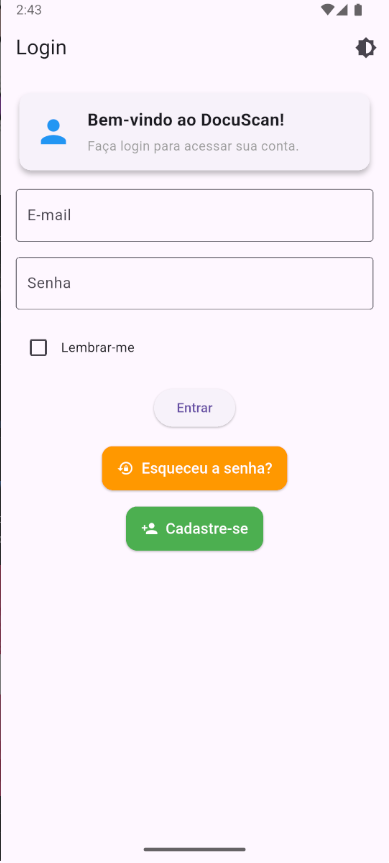 2:43
Login
Bem-vindo ao DocuScan!
Faça login para acessar sua conta.
E-mail
Senha
Lembrar-me
Entrar
Esqueceu a senha?
Cadastre-se